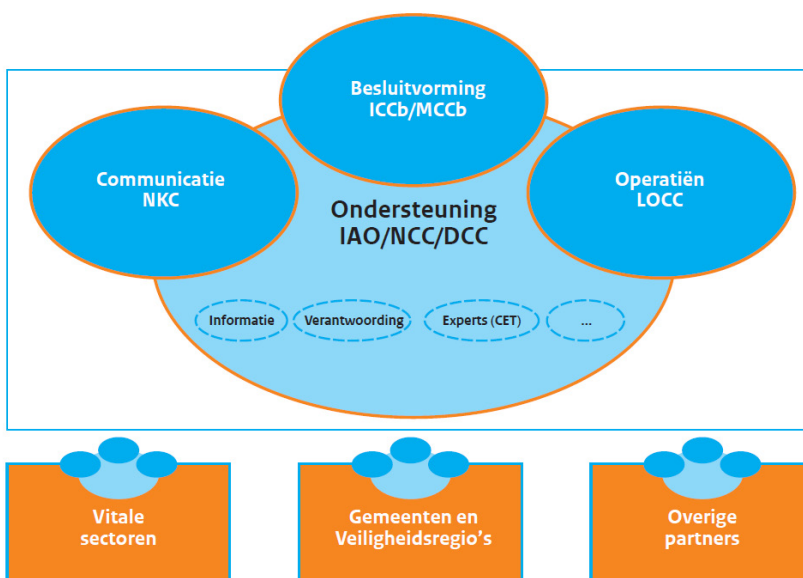 Besluitvorming
ICCb/MCCb
Communicatie
NKC
Operatiën
LOCC
Ondersteuning
IAO/NCC/DCC
Informatie
Verantwoording
Experts (CET)
...
Vitale
sectoren
Gemeenten en
Veiligheidsregio's
Overige
partners